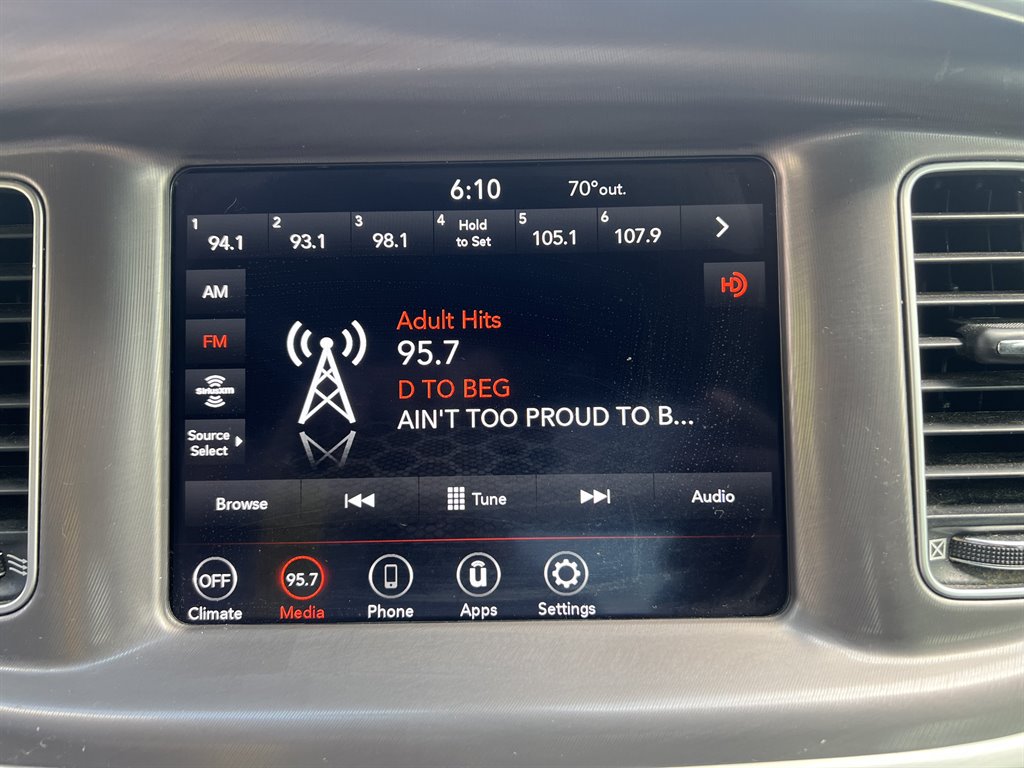 6:10 70°out.
1 94.1 2 93.1 3 98.1 4 Hold to Set 5 105.1 6 107.9
AM
HD
FM
Adult Hits
95.7
D TO BEG
AIN'T TOO PROUD TO B...
SiriusXM
Source
Select
Browse Tune Audio
OFF 95.7 u
Climate Media Phone Apps Settings